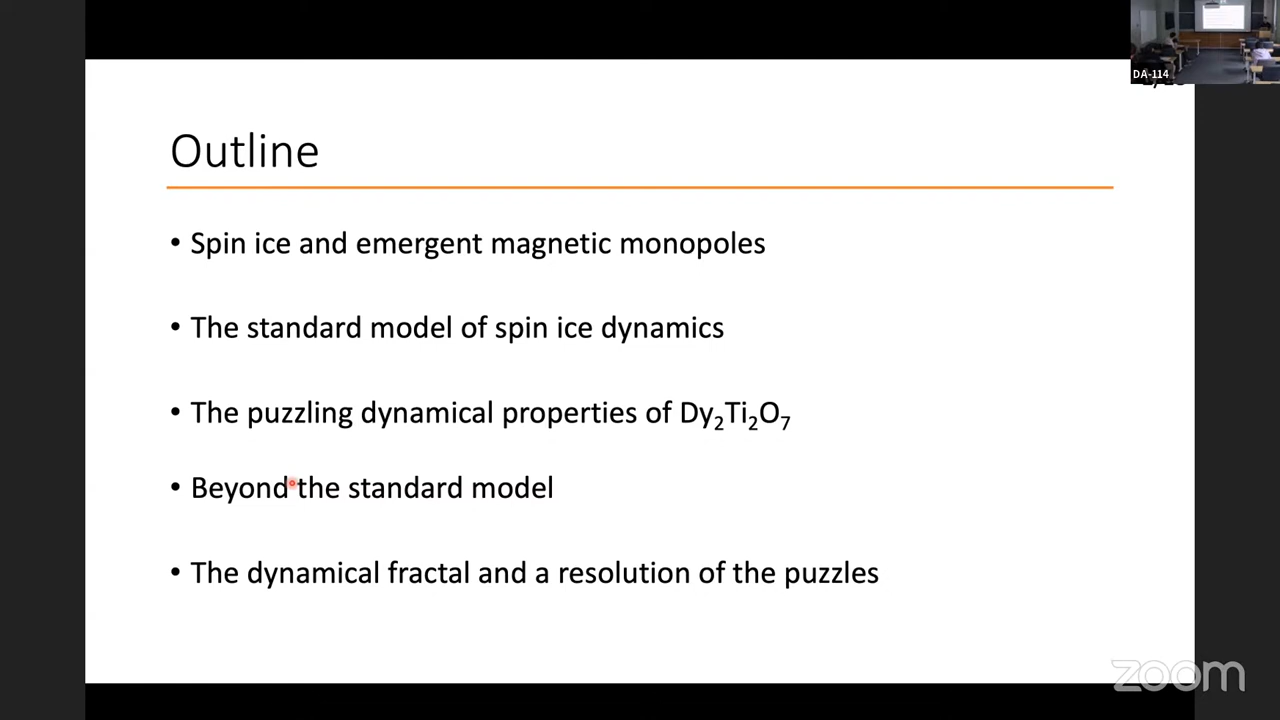 DA-114
Outline
• Spin ice and emergent magnetic monopoles
• The standard model of spin ice dynamics
• The puzzling dynamical properties of Dy₂Ti₂O₇
• Beyond the standard model
• The dynamical fractal and a resolution of the puzzles
zoom